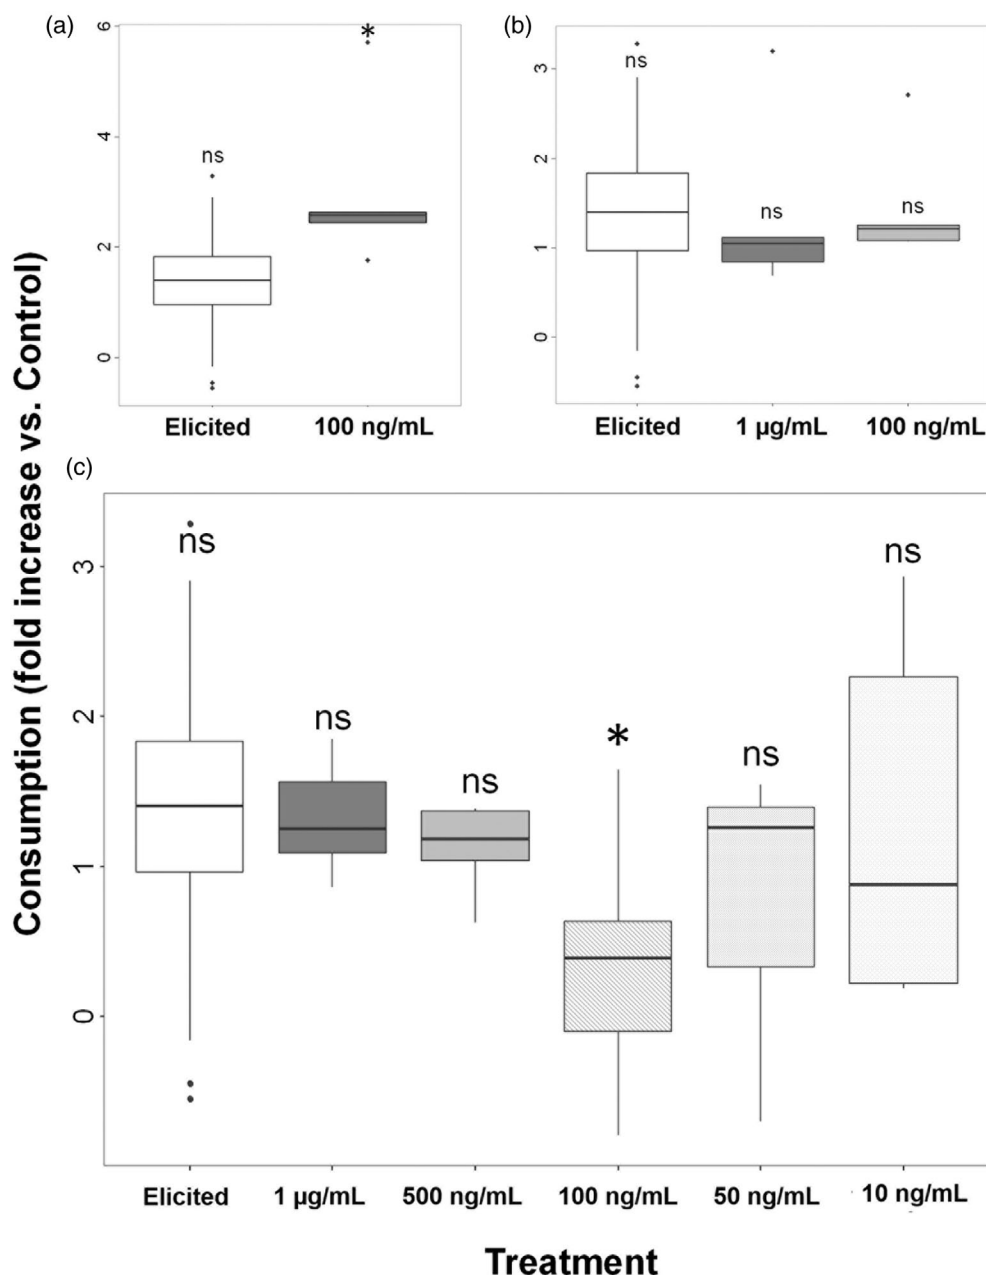 Consumption (fold increase vs. Control)
(a)
6
4
2
0
ns
*
Elicited 100 ng/mL
(b)
3
2
1
0
ns
ns
ns
Elicited 1 µg/mL 100 ng/mL
(c)
3
2
1
0
ns
ns
ns
*
ns
ns
Elicited 1 µg/mL 500 ng/mL 100 ng/mL 50 ng/mL 10 ng/mL
Treatment